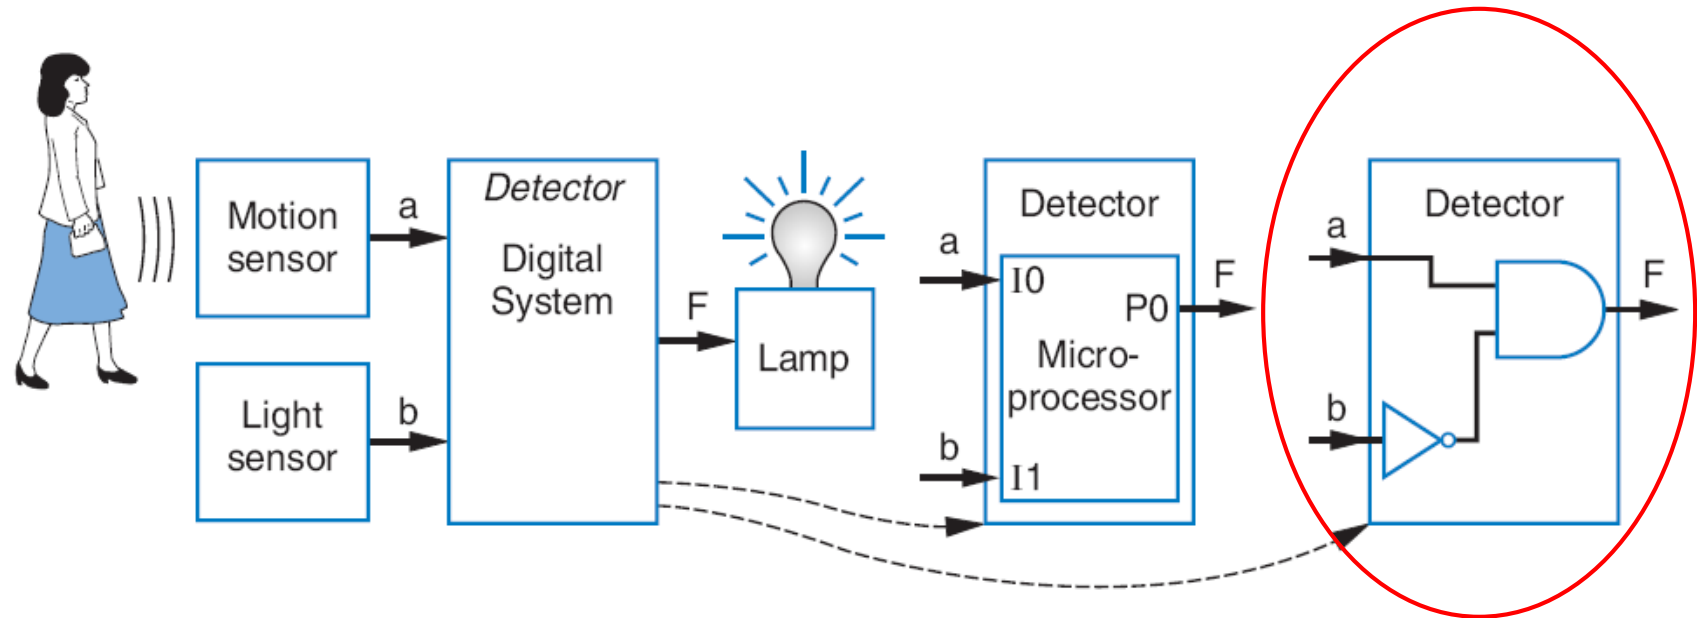 Motion
sensor
a
Light
sensor
b
Detector
Digital
System
F
Lamp
Detector
a
I0
P0
F
Micro-
processor
b
I1
Detector
a
F
b